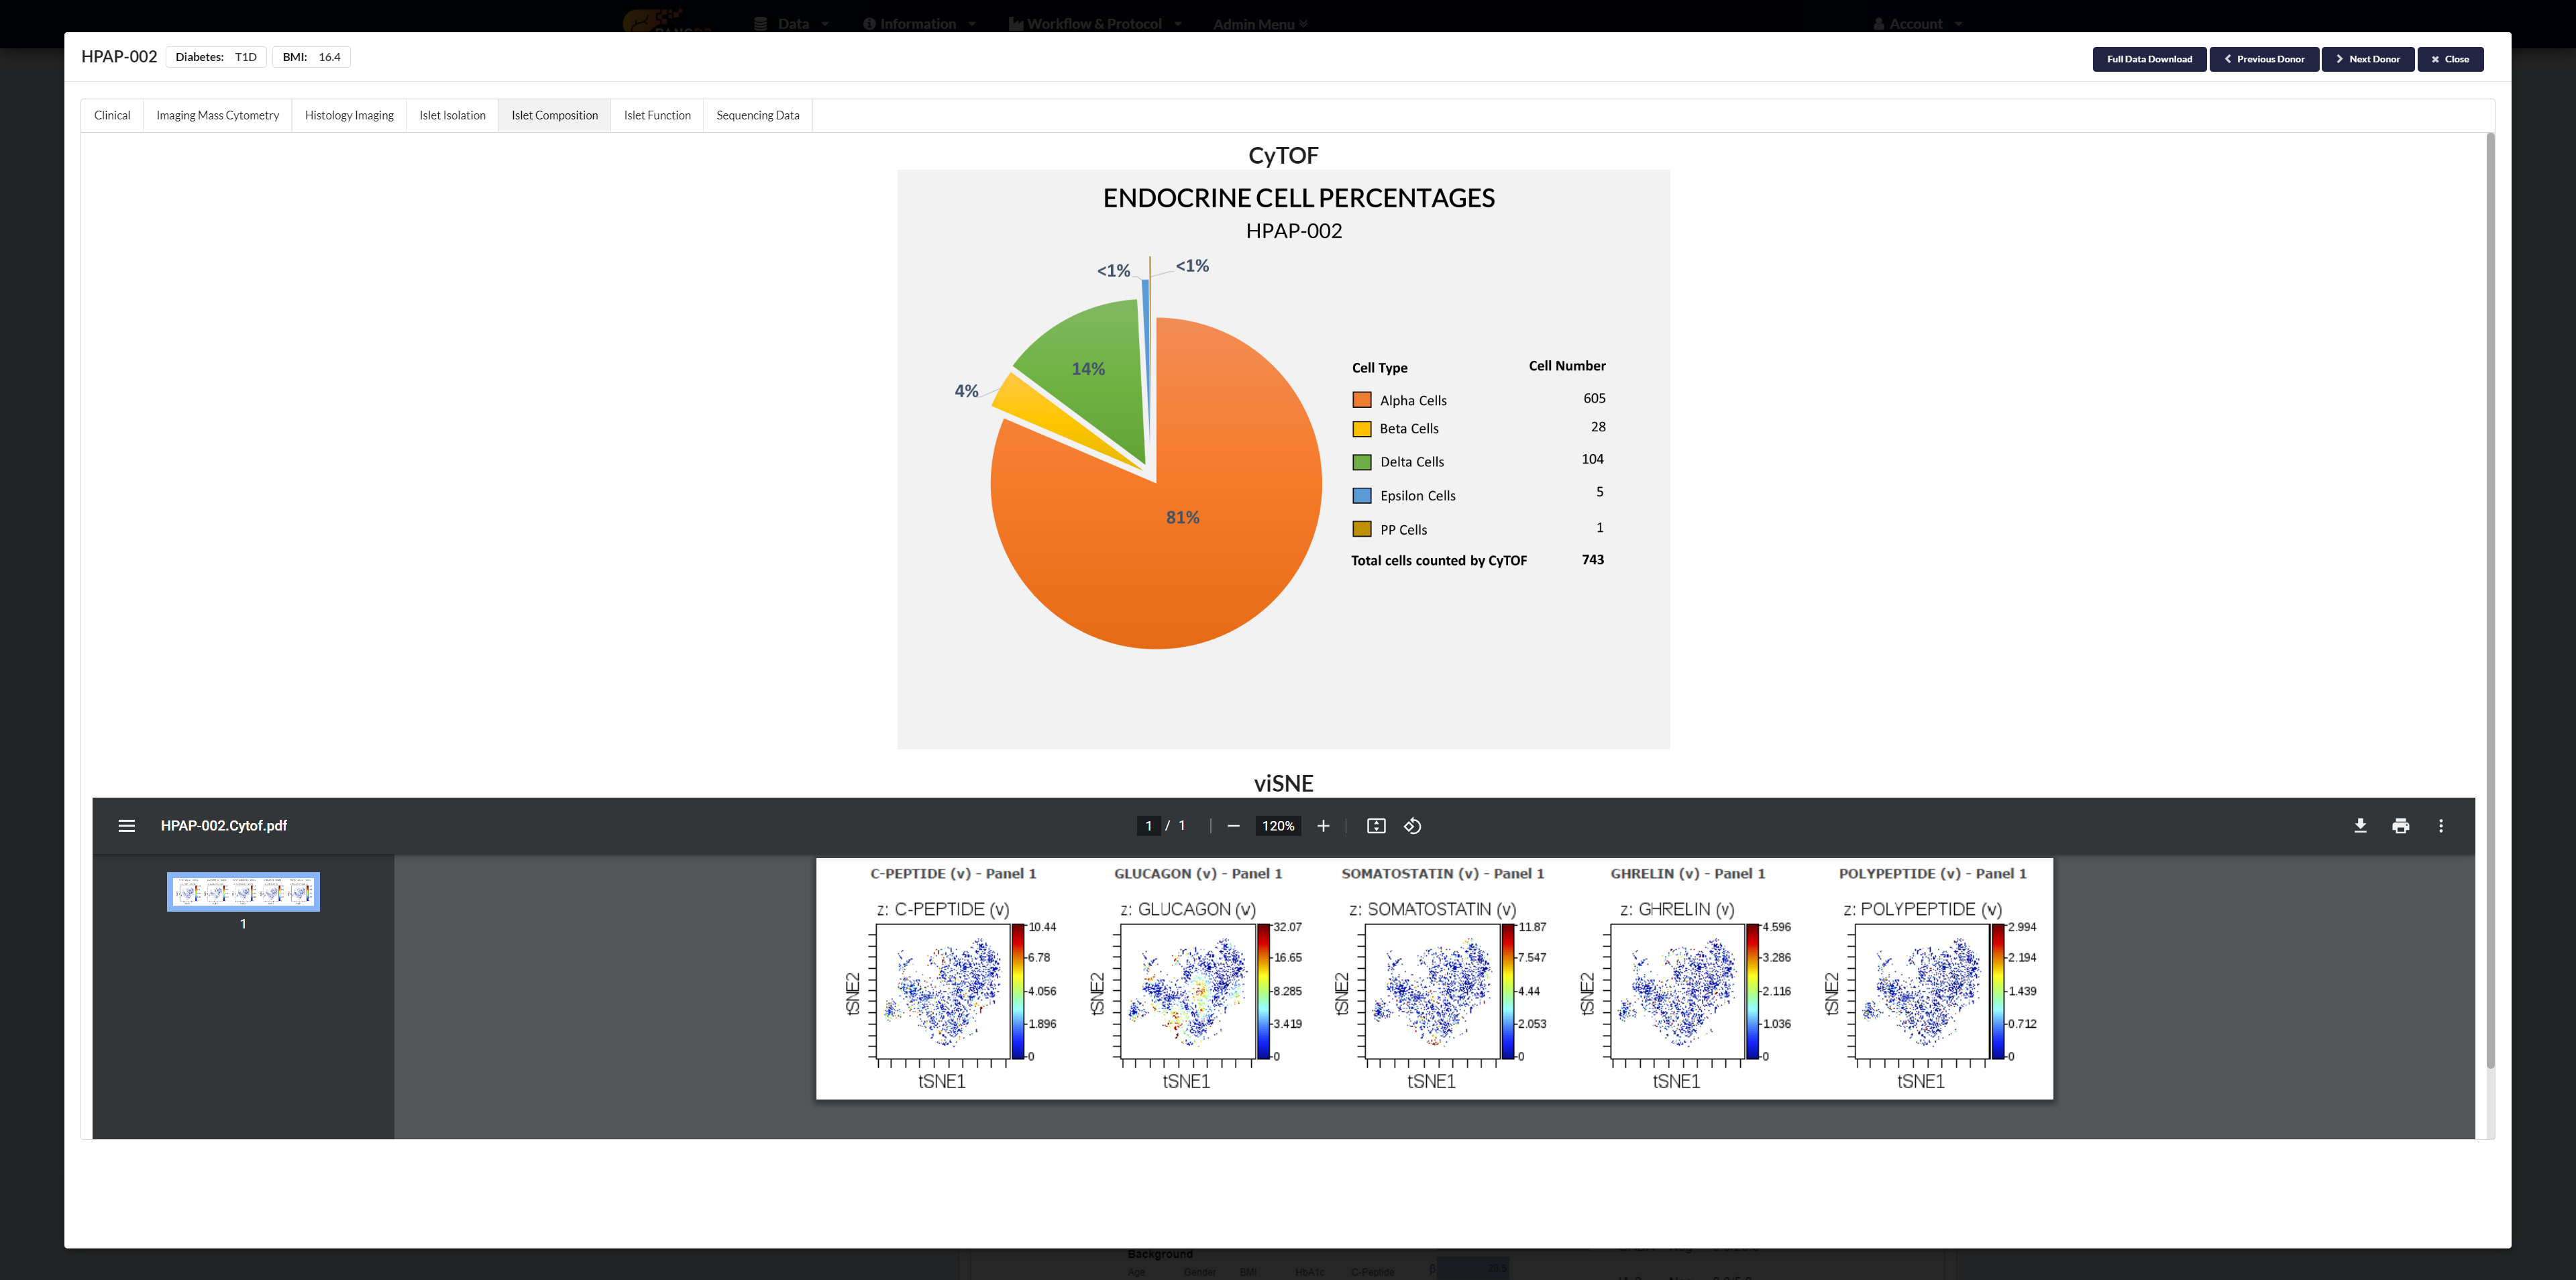 Data
Information
Workflow & Protocol
Admin Menu
Account
HPAP-002
Diabetes: T1D
BMI: 16.4
Full Data Download
Previous Donor
Next Donor
Close
Clinical
Imaging Mass Cytometry
Histology Imaging
Islet Isolation
Islet Composition
Islet Function
Sequencing Data
CyTOF
ENDOCRINE CELL PERCENTAGES
HPAP-002
<1%
<1%
14%
4%
81%
Cell Type Cell Number
Alpha Cells 605
Beta Cells 28
Delta Cells 104
Epsilon Cells 5
PP Cells 1
Total cells counted by CyTOF 743
viSNE
HPAP-002.Cytof.pdf
1 / 1
120%
1
C-PEPTIDE (v) - Panel 1
z: C-PEPTIDE (v)
10.44
6.78
4.056
1.896
0
tSNE2
tSNE1
GLUCAGON (v) - Panel 1
z: GLUCAGON (v)
32.07
16.65
8.285
3.419
0
tSNE2
tSNE1
SOMATOSTATIN (v) - Panel 1
z: SOMATOSTATIN (v)
11.87
7.547
4.44
2.053
0
tSNE2
tSNE1
GHRELIN (v) - Panel 1
z: GHRELIN (v)
4.596
3.286
2.116
1.036
0
tSNE2
tSNE1
POLYPEPTIDE (v) - Panel 1
z: POLYPEPTIDE (v)
2.994
2.194
1.439
0.712
0
tSNE2
tSNE1
Background
Age Gender BMI HbA1c C-Peptide